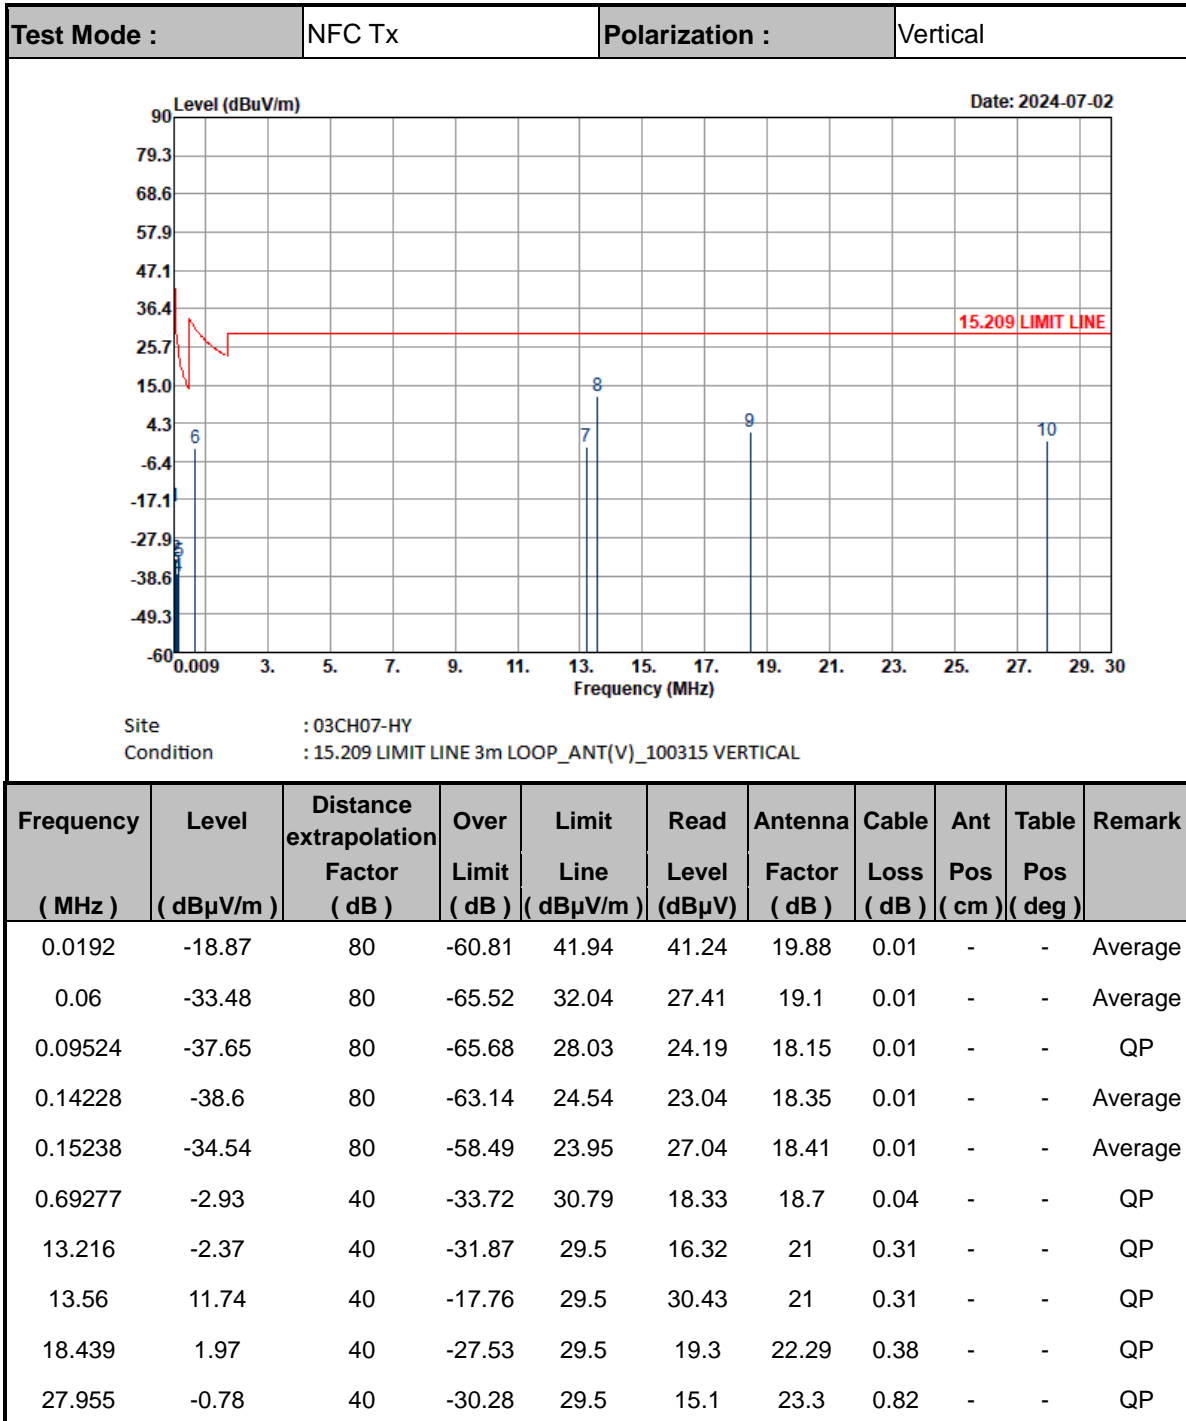 Test Mode : NFC Tx Polarization : Vertical
Level (dBuV/m) Date: 2024-07-02
90
79.3
68.6
57.9
47.1
36.4
15.209 LIMIT LINE
25.7
15.0
8
4.3
6 7 9 10
-6.4
-17.1
-27.9
-38.6
-49.3
-60
0.009 3. 5. 7. 9. 11. 13. 15. 17. 19. 21. 23. 25. 27. 29. 30
Frequency (MHz)
Site : 03CH07-HY
Condition : 15.209 LIMIT LINE 3m LOOP_ANT(V)_100315 VERTICAL
Frequency Level Distance extrapolation Over Limit Read Antenna Cable Ant Table Remark
Factor Limit Line Level Factor Loss Pos Pos
( MHz ) ( dBµV/m ) ( dB ) ( dB ) ( dBµV/m ) (dBµV) ( dB ) ( dB ) ( cm ) ( deg )
0.0192 -18.87 80 -60.81 41.94 41.24 19.88 0.01 - - Average
0.06 -33.48 80 -65.52 32.04 27.41 19.1 0.01 - - Average
0.09524 -37.65 80 -65.68 28.03 24.19 18.15 0.01 - - QP
0.14228 -38.6 80 -63.14 24.54 23.04 18.35 0.01 - - Average
0.15238 -34.54 80 -58.49 23.95 27.04 18.41 0.01 - - Average
0.69277 -2.93 40 -33.72 30.79 18.33 18.7 0.04 - - QP
13.216 -2.37 40 -31.87 29.5 16.32 21 0.31 - - QP
13.56 11.74 40 -17.76 29.5 30.43 21 0.31 - - QP
18.439 1.97 40 -27.53 29.5 19.3 22.29 0.38 - - QP
27.955 -0.78 40 -30.28 29.5 15.1 23.3 0.82 - - QP